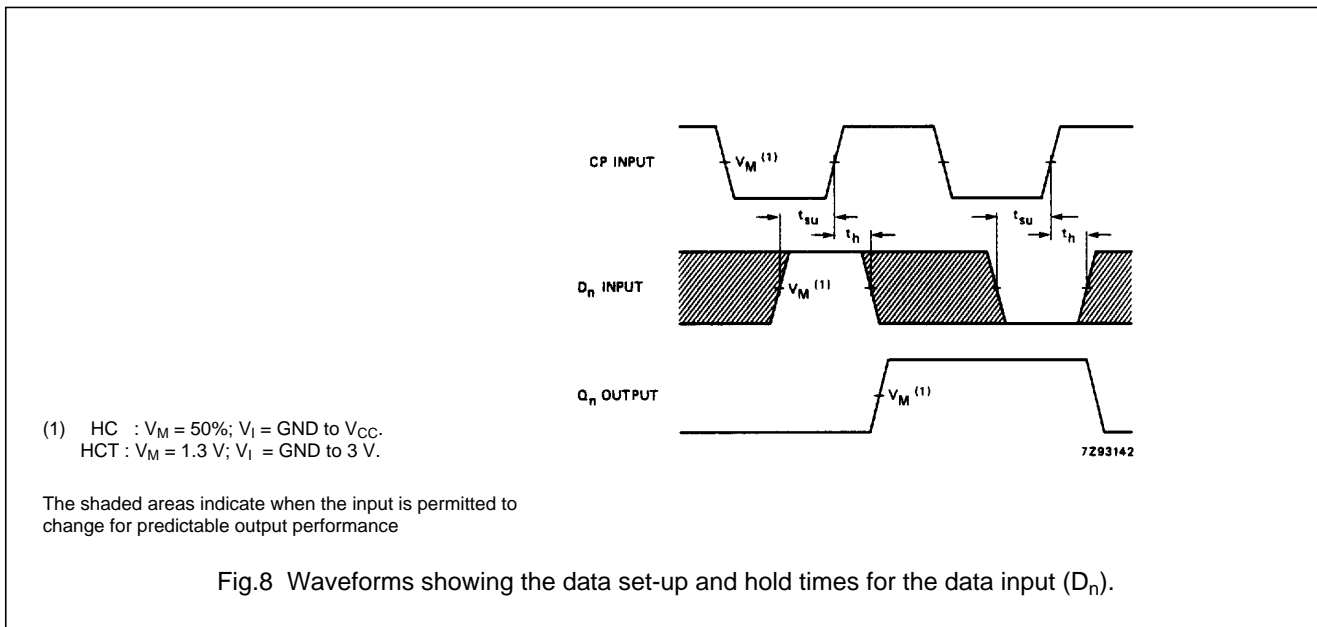 CP INPUT
V_M (1)
t_su
t_h
t_su
t_h
D_n INPUT
V_M (1)
Q_n OUTPUT
V_M (1)
7Z93142
(1) HC : V_M = 50%; V_I = GND to V_CC.
HCT : V_M = 1.3 V; V_I = GND to 3 V.
The shaded areas indicate when the input is permitted to
change for predictable output performance
Fig.8 Waveforms showing the data set-up and hold times for the data input (D_n).